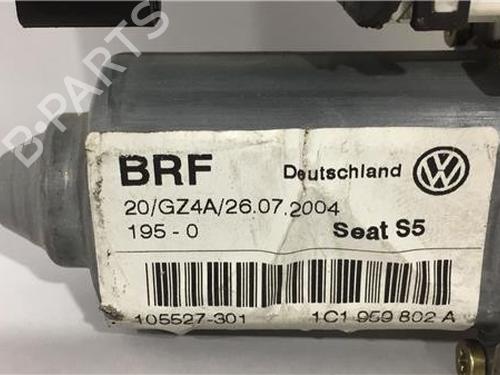 B-PARTS
BRF Deutschland
20/GZ4A/26.07.2004
195-0 Seat S5
105527-301 1C1 959 802 A